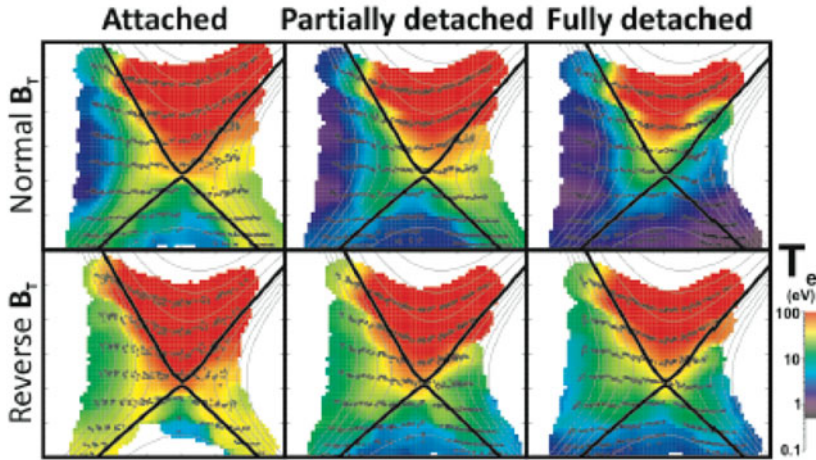 Attached Partially detached Fully detached
Normal B_T
Reverse B_T
T_e
(eV)
100
10
1
0.1